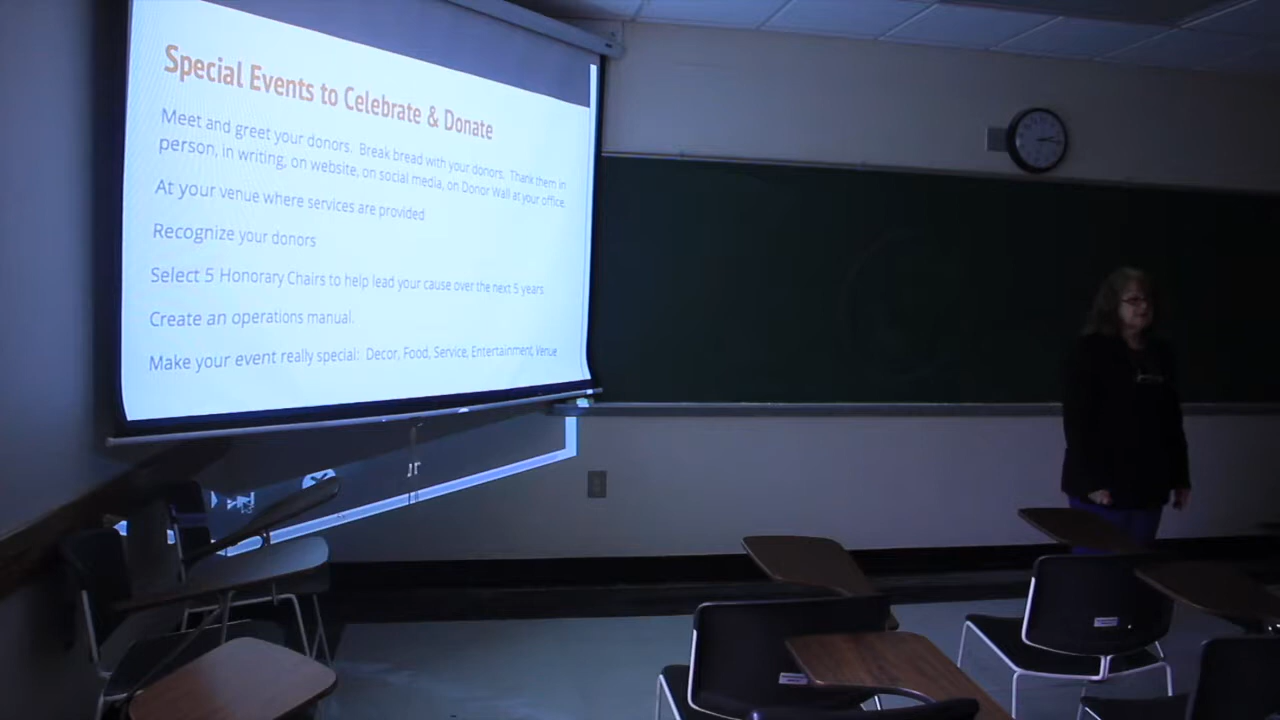 Special Events to Celebrate & Donate
Meet and greet your donors. Break bread with your donors. Thank them in
person, in writing, on website, on social media, on Donor Wall at your office.
At your venue where services are provided
Recognize your donors
Select 5 Honorary Chairs to help lead your cause over the next 5 years.
Create an operations manual.
Make your event really special: Decor, Food, Service, Entertainment, Venue